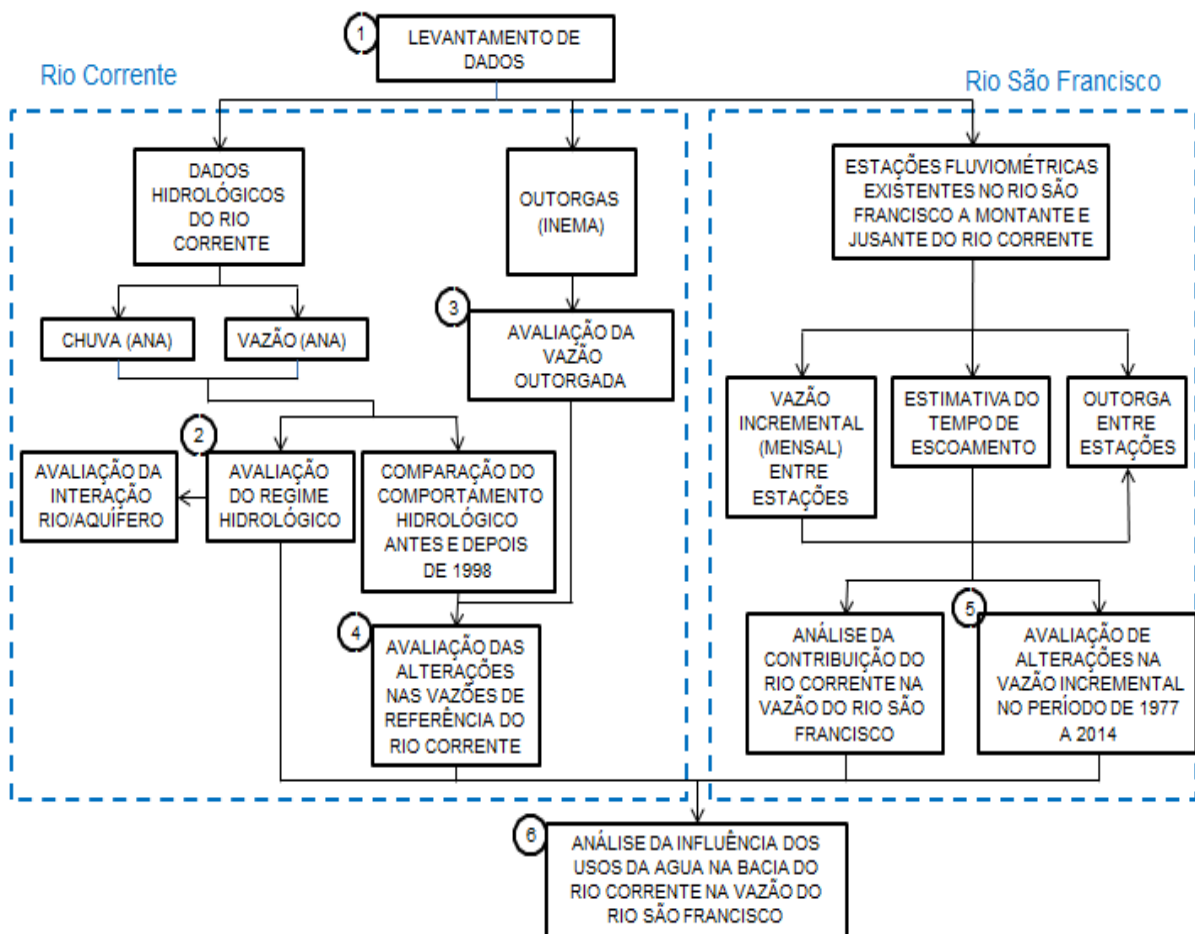 1
LEVANTAMENTO DE
DADOS
Rio Corrente
Rio São Francisco
DADOS
HIDROLÓGICOS
DO RIO
CORRENTE
OUTORGAS
(INEMA)
ESTAÇÕES FLUVIOMÉTRICAS
EXISTENTES NO RIO SÃO
FRANCISCO A MONTANTE E
JUSANTE DO RIO CORRENTE
CHUVA (ANA)
VAZÃO (ANA)
3
AVALIAÇÃO DA
VAZÃO
OUTORGADA
VAZÃO
INCREMENTAL
(MENSAL)
ENTRE
ESTAÇÕES
ESTIMATIVA DO
TEMPO DE
ESCOAMENTO
OUTORGA
ENTRE
ESTAÇÕES
2
AVALIAÇÃO DA
INTERAÇÃO
RIO/AQUÍFERO
AVALIAÇÃO
DO REGIME
HIDROLÓGICO
COMPARAÇÃO DO
COMPORTAMENTO
HIDROLÓGICO
ANTES E DEPOIS
DE 1998
4
AVALIAÇÃO DAS
ALTERAÇÕES
NAS VAZÕES DE
REFERÊNCIA DO
RIO CORRENTE
ANÁLISE DA
CONTRIBUIÇÃO DO
RIO CORRENTE NA
VAZÃO DO RIO SÃO
FRANCISCO
5
AVALIAÇÃO DE
ALTERAÇÕES NA
VAZÃO INCREMENTAL
NO PERÍODO DE 1977
A 2014
6
ANÁLISE DA INFLUÊNCIA DOS
USOS DA AGUA NA BACIA DO
RIO CORRENTE NA VAZÃO DO
RIO SÃO FRANCISCO